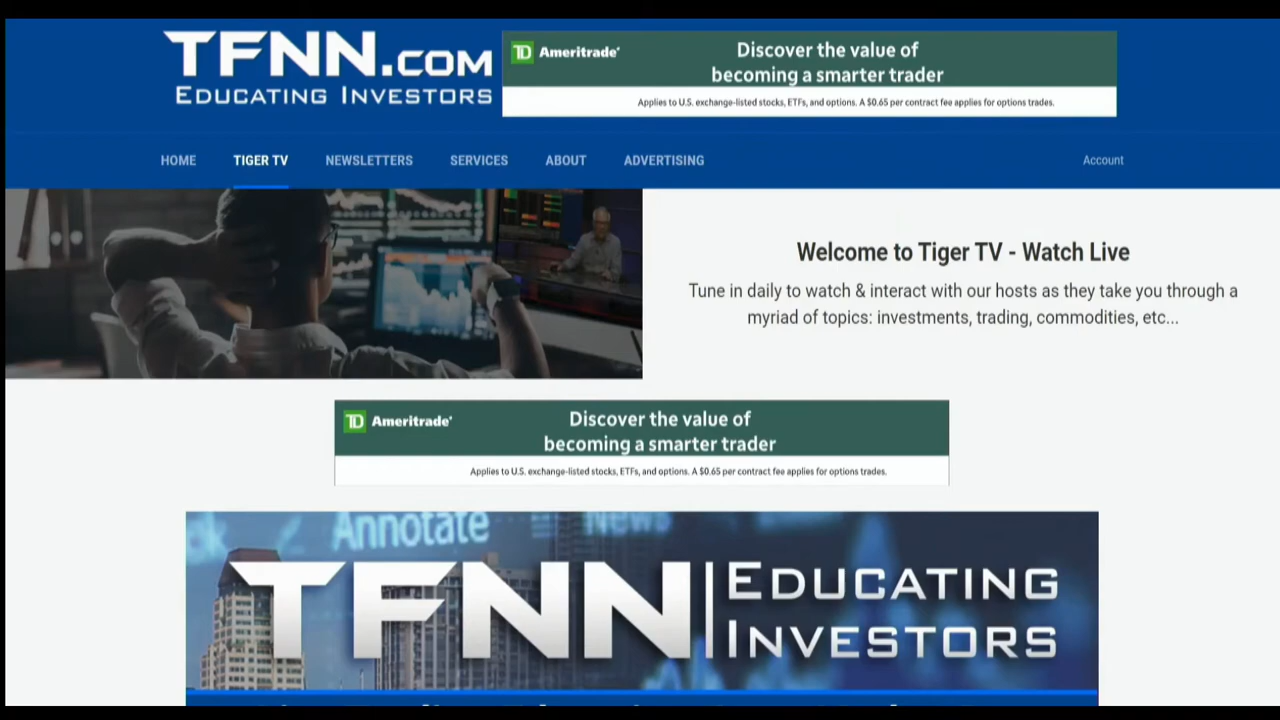 TFNN.COM
EDUCATING INVESTORS
TD Ameritrade
Discover the value of
becoming a smarter trader
Applies to U.S. exchange-listed stocks, ETFs, and options. A $0.65 per contract fee applies for options trades.
HOME TIGER TV NEWSLETTERS SERVICES ABOUT ADVERTISING Account
Welcome to Tiger TV - Watch Live
Tune in daily to watch & interact with our hosts as they take you through a
myriad of topics: investments, trading, commodities, etc...
TD Ameritrade
Discover the value of
becoming a smarter trader
Applies to U.S. exchange-listed stocks, ETFs, and options. A $0.65 per contract fee applies for options trades.
Annotate News
TFNN
EDUCATING
INVESTORS